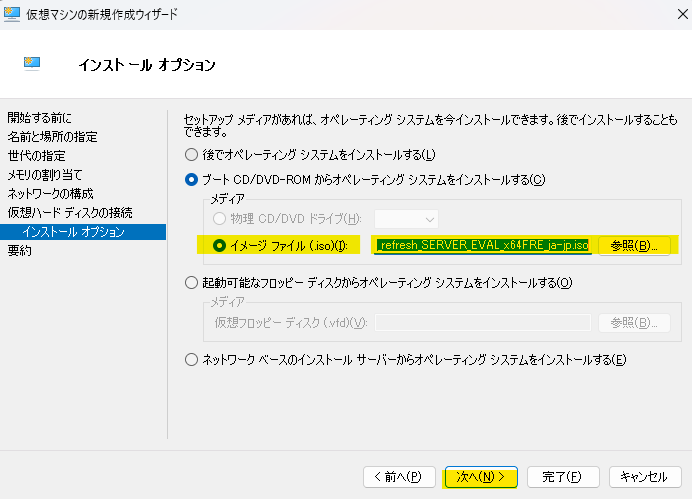 仮想マシンの新規作成ウィザード
インストール オプション
開始する前に
名前と場所の指定
世代の指定
メモリの割り当て
ネットワークの構成
仮想ハード ディスクの接続
インストール オプション
要約
セットアップ メディアがあれば、オペレーティング システムを今インストールできます。後でインストールすることも
できます。
後でオペレーティング システムをインストールする(L)
ブート CD/DVD-ROM からオペレーティング システムをインストールする(C)
メディア
物理 CD/DVD ドライブ(H):
イメージ ファイル (.iso)(I): _refresh_SERVER_EVAL_x64FRE_ja-jp.iso 参照(B)...
起動可能なフロッピー ディスクからオペレーティング システムをインストールする(O)
メディア
仮想フロッピー ディスク (.vfd)(V): 参照(B)...
ネットワーク ベースのインストール サーバーからオペレーティング システムをインストールする(E)
< 前へ(P) 次へ(N) > 完了(F) キャンセル